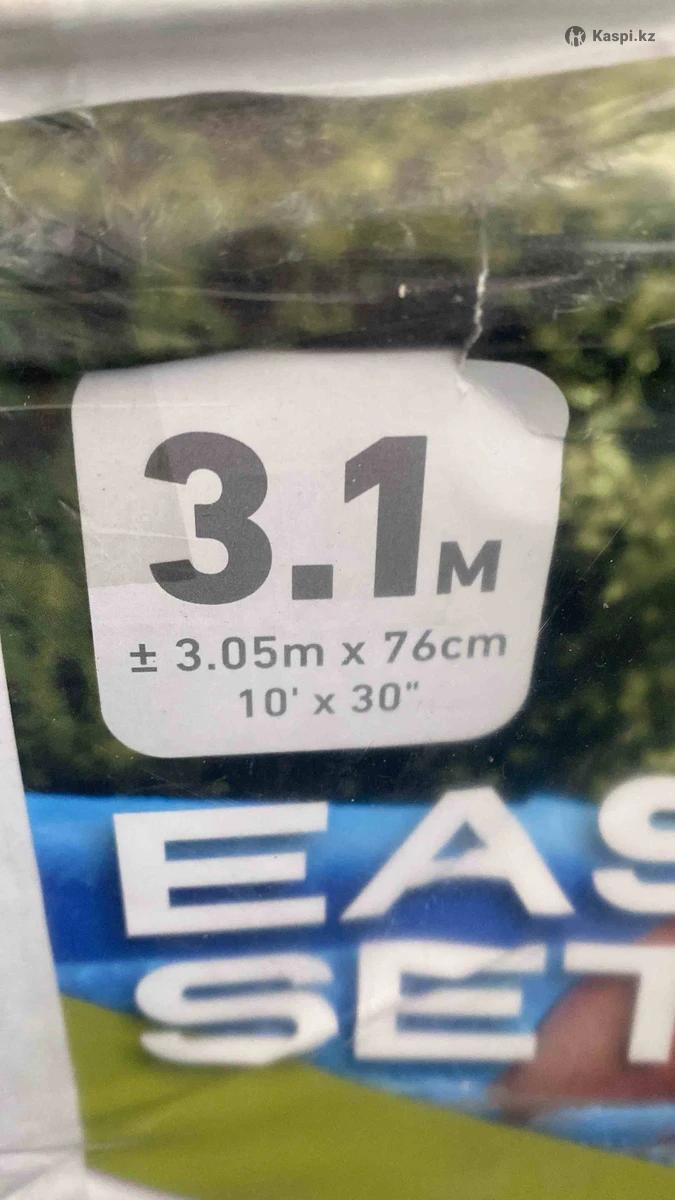 Kaspi.kz
3.1M
± 3.05m x 76cm
10' x 30"
EAS
SET